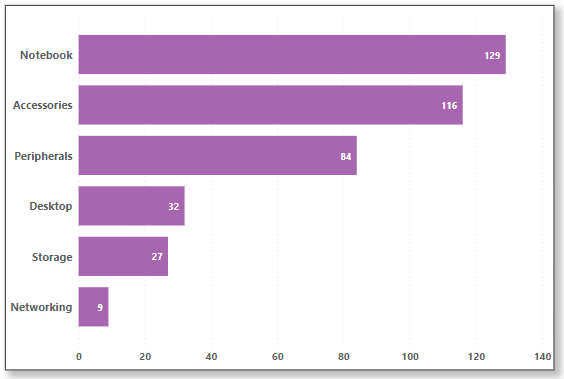 Notebook 129
Accessories 116
Peripherals 84
Desktop 32
Storage 27
Networking 9
0 20 40 60 80 100 120 140